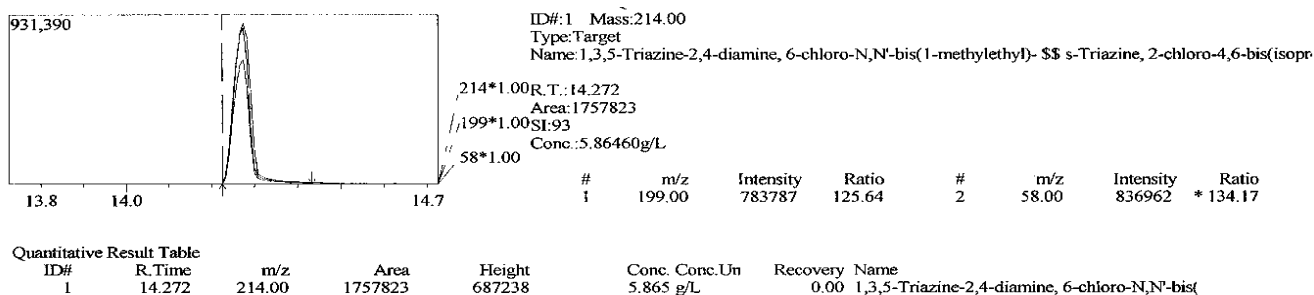 931,390
ID#:1 Mass:214.00
Type:Target
Name:1,3,5-Triazine-2,4-diamine, 6-chloro-N,N'-bis(1-methylethyl)- $$ s-Triazine, 2-chloro-4,6-bis(isopr
214*1.00
R.T.:14.272
Area:1757823
199*1.00
SI:93
Conc.:5.86460g/L
58*1.00
# m/z Intensity Ratio # m/z Intensity Ratio
1 199.00 783787 125.64 2 58.00 836962 * 134.17
13.8 14.0 14.7
Quantitative Result Table
ID# R.Time m/z Area Height Conc. Conc.Un Recovery Name
1 14.272 214.00 1757823 687238 5.865 g/L 0.00 1,3,5-Triazine-2,4-diamine, 6-chloro-N,N'-bis(